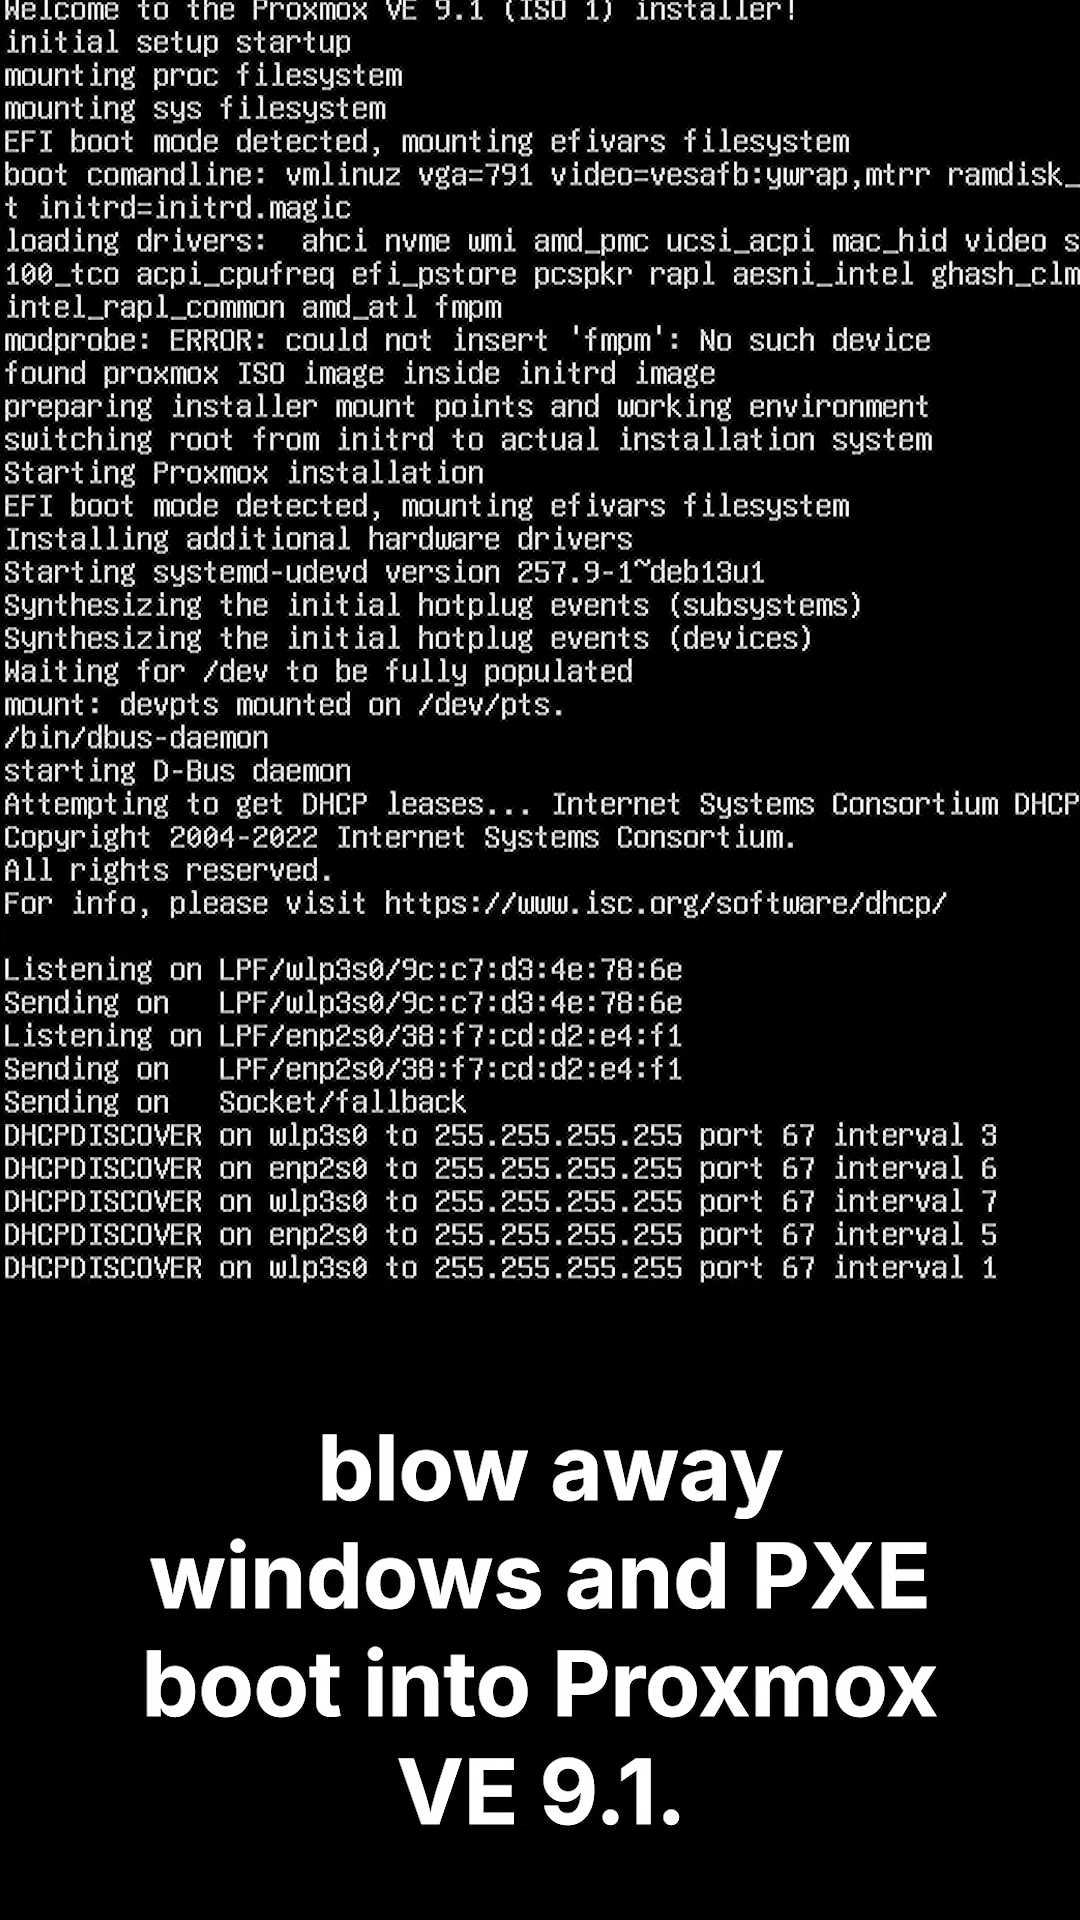 Welcome to the Proxmox VE 9.1 (ISO 1) installer!
initial setup startup
mounting proc filesystem
mounting sys filesystem
EFI boot mode detected, mounting efivars filesystem
boot comandline: vmlinuz vga=791 video=vesafb:ywrap,mtrr ramdisk_
t initrd=initrd.magic
loading drivers:  ahci nvme wmi amd_pmc ucsi_acpi mac_hid video s
100_tco acpi_cpufreq efi_pstore pcspkr rapl aesni_intel ghash_clm
intel_rapl_common amd_atl fmpm
modprobe: ERROR: could not insert 'fmpm': No such device
found proxmox ISO image inside initrd image
preparing installer mount points and working environment
switching root from initrd to actual installation system
Starting Proxmox installation
EFI boot mode detected, mounting efivars filesystem
Installing additional hardware drivers
Starting systemd-udevd version 257.9-1~deb13u1
Synthesizing the initial hotplug events (subsystems)
Synthesizing the initial hotplug events (devices)
Waiting for /dev to be fully populated
mount: devpts mounted on /dev/pts.
/bin/dbus-daemon
starting D-Bus daemon
Attempting to get DHCP leases... Internet Systems Consortium DHCP
Copyright 2004-2022 Internet Systems Consortium.
All rights reserved.
For info, please visit https://www.isc.org/software/dhcp/
Listening on LPF/wlp3s0/9c:c7:d3:4e:78:6e
Sending on   LPF/wlp3s0/9c:c7:d3:4e:78:6e
Listening on LPF/enp2s0/38:f7:cd:d2:e4:f1
Sending on   LPF/enp2s0/38:f7:cd:d2:e4:f1
Sending on   Socket/fallback
DHCPDISCOVER on wlp3s0 to 255.255.255.255 port 67 interval 3
DHCPDISCOVER on enp2s0 to 255.255.255.255 port 67 interval 6
DHCPDISCOVER on wlp3s0 to 255.255.255.255 port 67 interval 7
DHCPDISCOVER on enp2s0 to 255.255.255.255 port 67 interval 5
DHCPDISCOVER on wlp3s0 to 255.255.255.255 port 67 interval 1
blow away
windows and PXE
boot into Proxmox
VE 9.1.